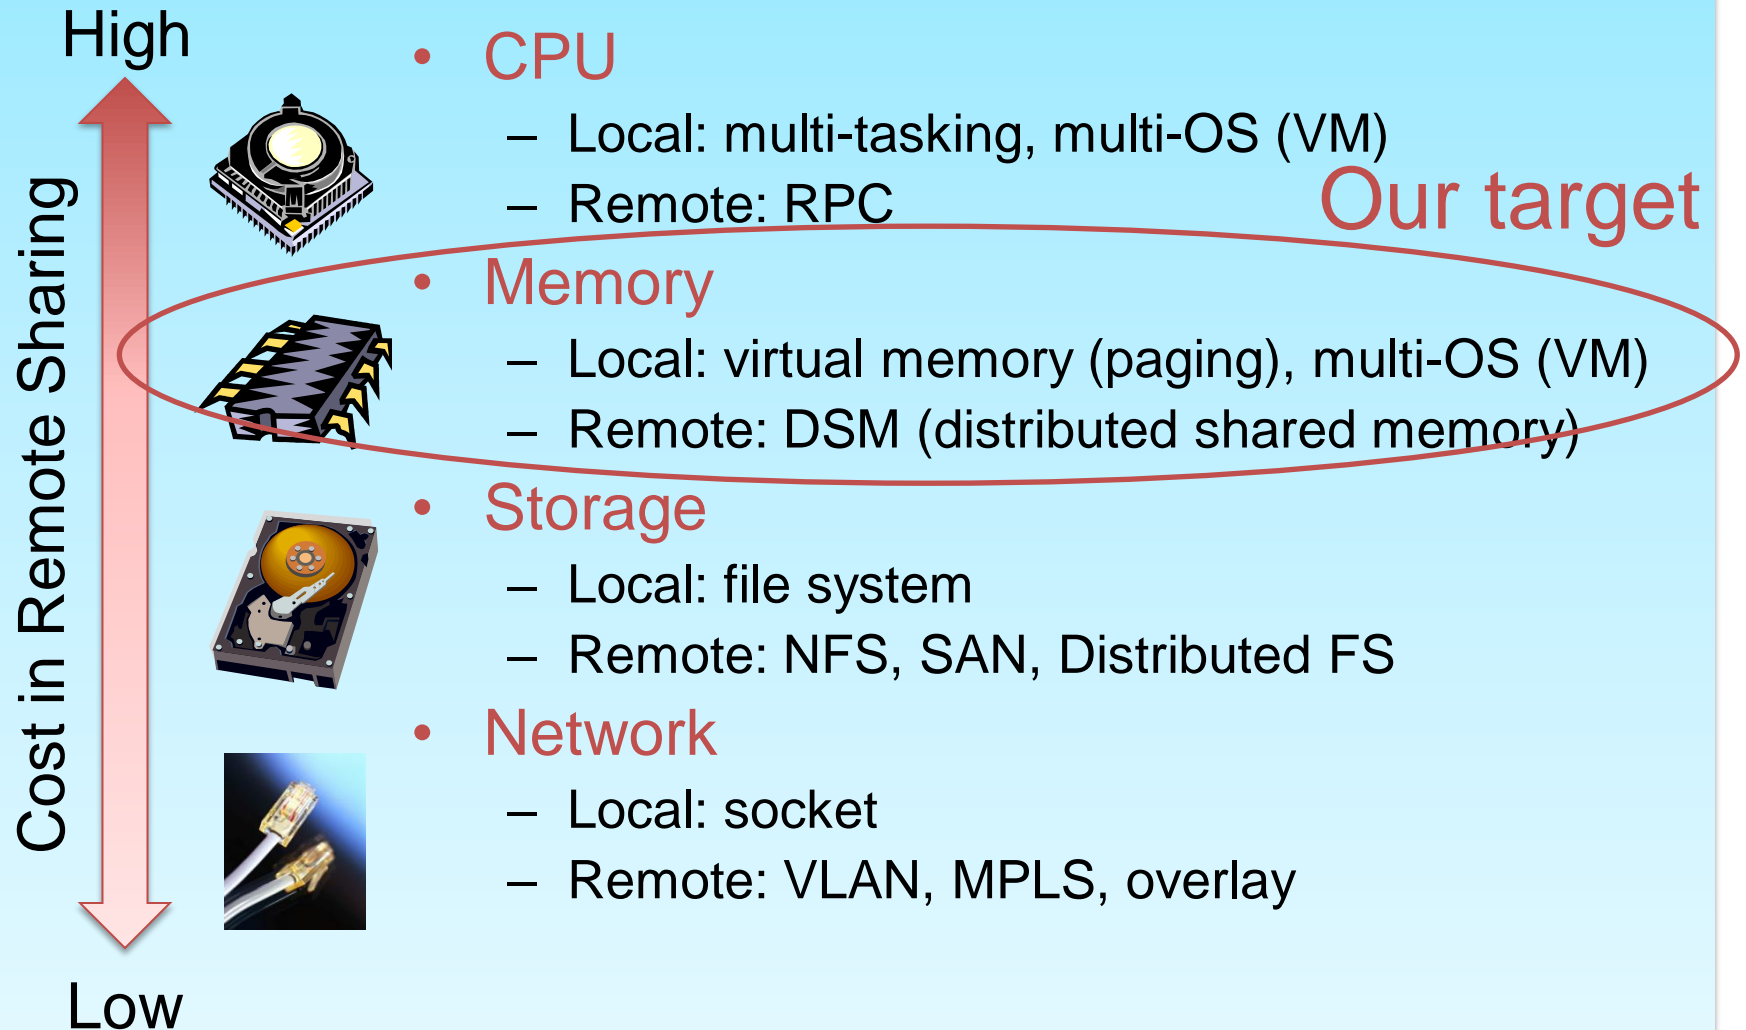 High
Cost in Remote Sharing
Low
• CPU
– Local: multi-tasking, multi-OS (VM)
– Remote: RPC
Our target
• Memory
– Local: virtual memory (paging), multi-OS (VM)
– Remote: DSM (distributed shared memory)
• Storage
– Local: file system
– Remote: NFS, SAN, Distributed FS
• Network
– Local: socket
– Remote: VLAN, MPLS, overlay